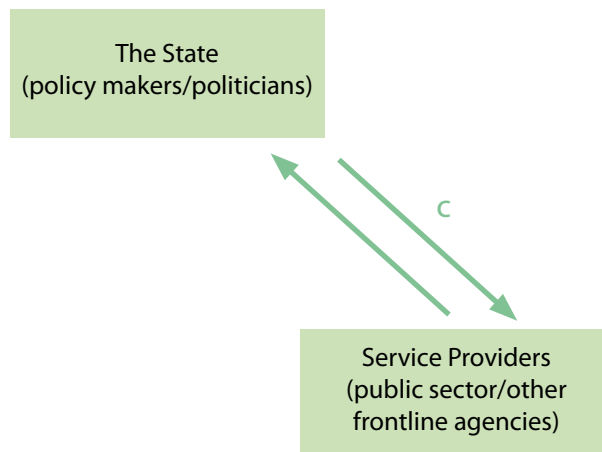 The State
(policy makers/politicians)
C
Service Providers
(public sector/other
frontline agencies)